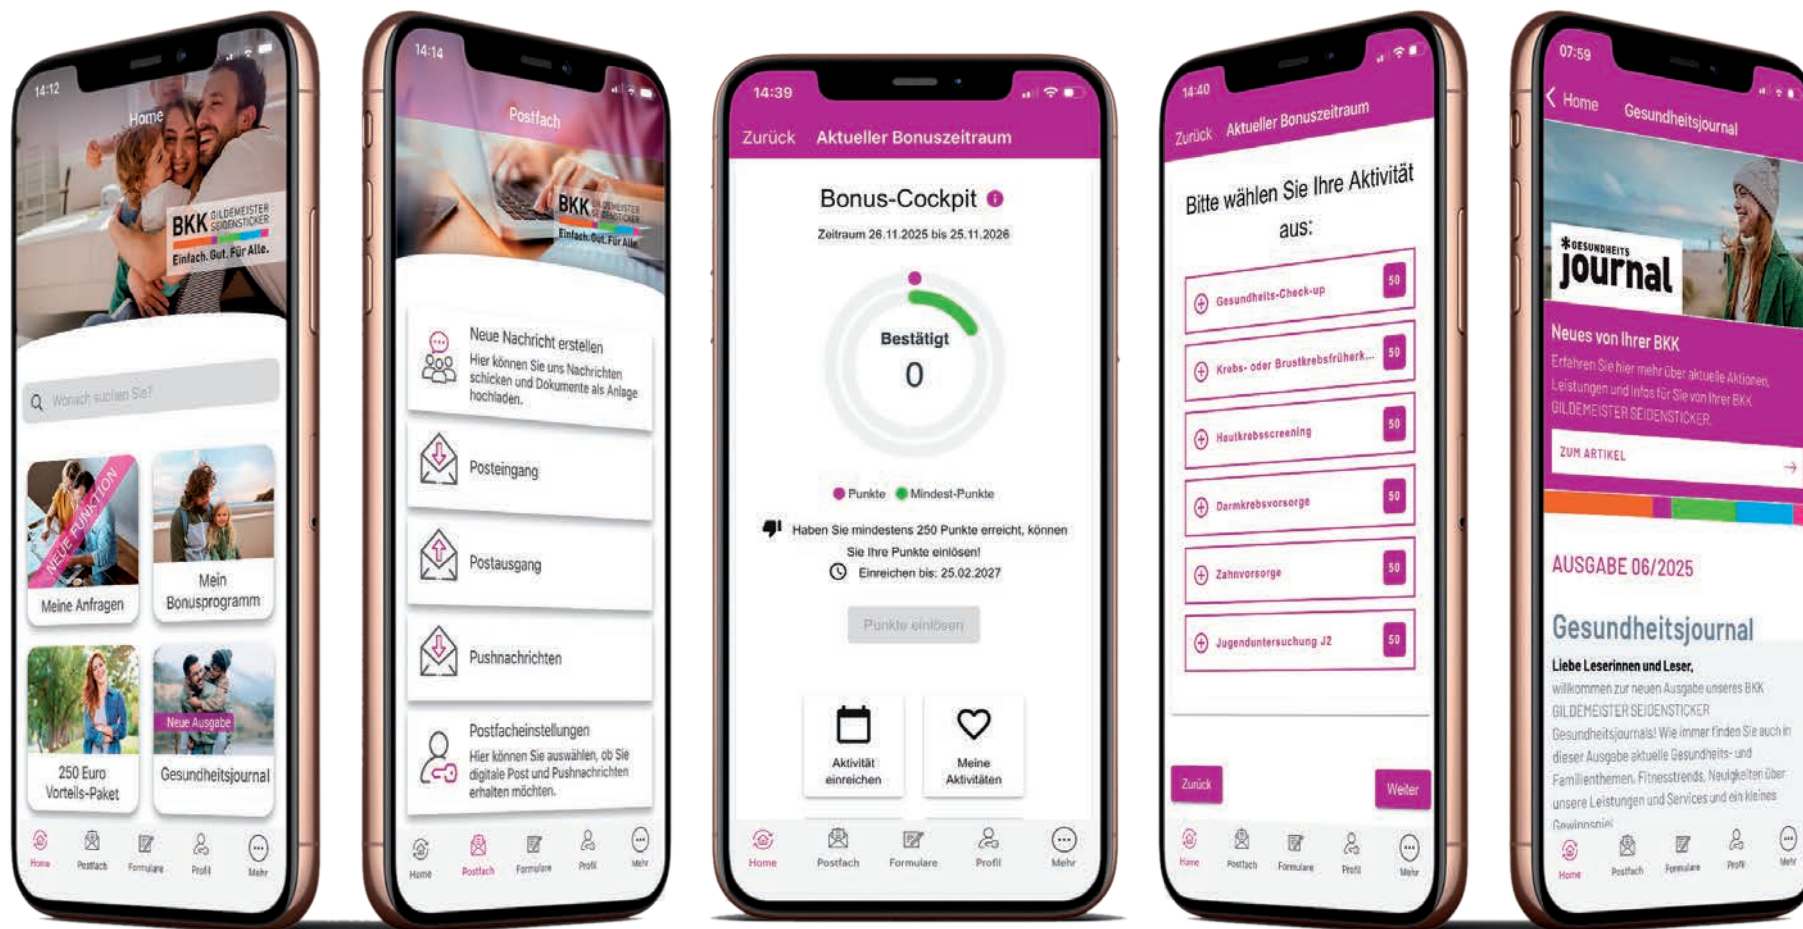 14:12
Home
BKK GILDEMEISTER
SEIDENSTICKER
Einfach. Gut. Für Alle.
Wonach suchen Sie?
NEUE FUNKTION
Meine Anfragen
Mein
Bonusprogramm
250 Euro
Vorteils-Paket
Neue Ausgabe
Gesundheitsjournal
Home
Postfach
Formulare
Profil
Mehr
14:14
Postfach
BKK GILDEMEISTER
SEIDENSTICKER
Einfach. Gut. Für Alle.
Neue Nachricht erstellen
Hier können Sie uns Nachrichten
schicken und Dokumente als Anlage
hochladen.
Posteingang
Postausgang
Pushnachrichten
Postfacheinstellungen
Hier können Sie auswählen, ob Sie
digitale Post und Pushnachrichten
erhalten möchten.
Home
Postfach
Formulare
Profil
Mehr
14:39
Zurück Aktueller Bonuszeitraum
Bonus-Cockpit
Zeitraum 26.11.2025 bis 25.11.2026
Bestätigt
0
Punkte Mindest-Punkte
Haben Sie mindestens 250 Punkte erreicht, können
Sie Ihre Punkte einlösen!
Einreichen bis: 25.02.2027
Punkte einlösen
Aktivität
einreichen
Meine
Aktivitäten
Home
Postfach
Formulare
Profil
Mehr
14:40
Zurück Aktueller Bonuszeitraum
Bitte wählen Sie Ihre Aktivität
aus:
Gesundheits-Check-up 50
Krebs- oder Brustkrebsfrüherk... 50
Hautkrebsscreening 50
Darmkrebsvorsorge 50
Zahnvorsorge 50
Jugenduntersuchung J2 50
Zurück
Weiter
Home
Postfach
Formulare
Profil
Mehr
07:59
Home Gesundheitsjournal
*GESUNDHEITS
journal
Neues von Ihrer BKK
Erfahren Sie hier mehr über aktuelle Aktionen,
Leistungen und Infos für Sie von Ihrer BKK
GILDEMEISTER SEIDENSTICKER.
ZUM ARTIKEL
AUSGABE 06/2025
Gesundheitsjournal
Liebe Leserinnen und Leser,
willkommen zur neuen Ausgabe unseres BKK
GILDEMEISTER SEIDENSTICKER
Gesundheitsjournals! Wie immer finden Sie auch in
dieser Ausgabe aktuelle Gesundheits- und
Familienthemen, Fitnesstrends, Neuigkeiten über
unsere Leistungen und Services und ein kleines
Gewinnspiel
Home
Postfach
Formulare
Profil
Mehr